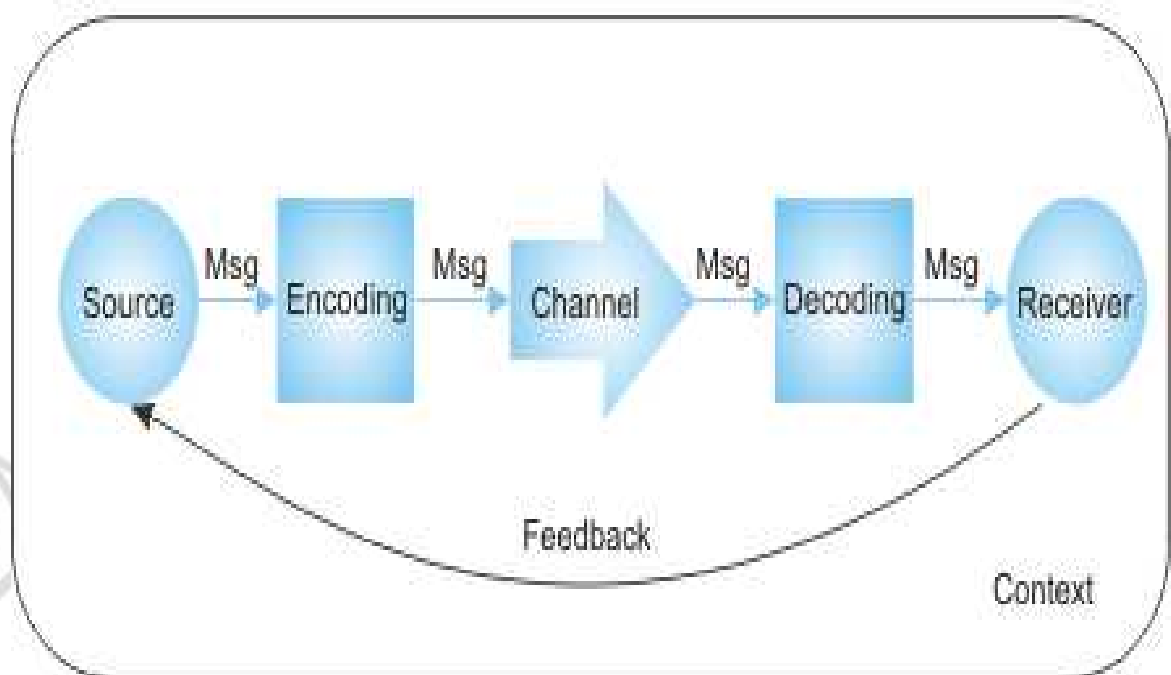 Msg
Msg
Msg
Msg
Source
Encoding
Channel
Decoding
Receiver
Feedback
Context